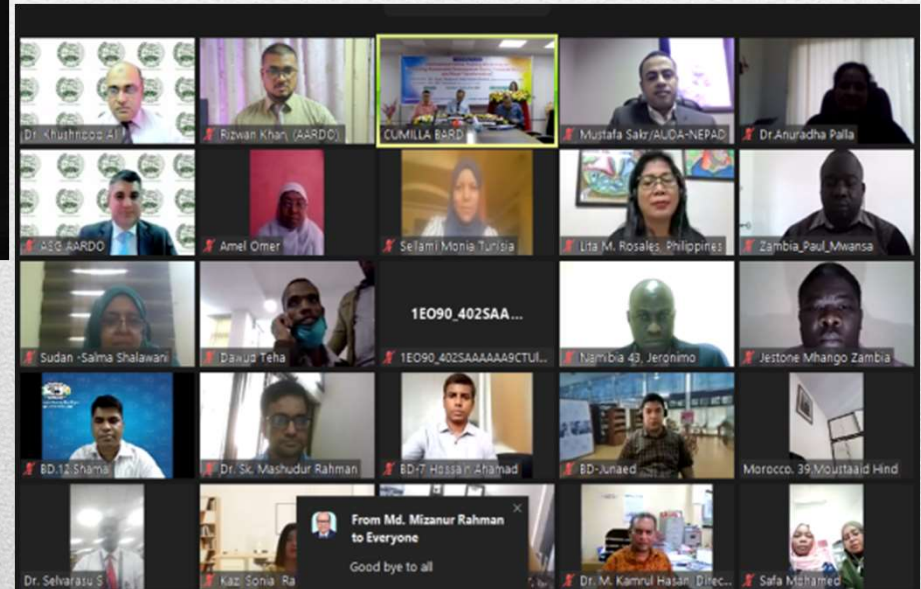 Dr. Khushnood Ali
Rizwan Khan, (AARDO)
CUMILLA BARD
Mustafa Sakr/AUDA-NEPAD
Dr.Anuradha Palla
ASG AARDO
Amel Omer
Sellami Monia Tunisia
Lita M. Rosales, Philippines
Zambia_Paul_Mwansa
Sudan -Salma Shalawani
Dawud Teha
1EO90_402SAA...
1EO90_402SAAAAAA9CTUI...
Namibia 43, Jeronimo
Jestone Mhango Zambia
BD.12 Shamal
Dr. Sk. Mashudur Rahman
BD-7 Hossain Ahamad
BD-Junaed
Morocco. 39,Moustaaid Hind
Dr. Selvarasu S
Kazi Sonia Ra
From Md. Mizanur Rahman
to Everyone
Good bye to all
Dr. M. Kamrul Hasan, Direc...
Safa Mohamed